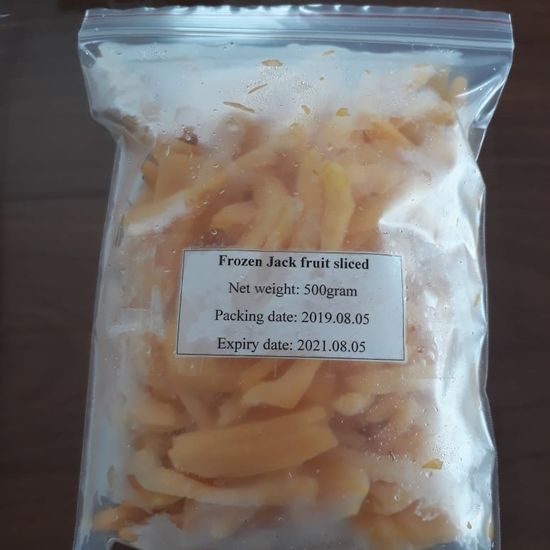 Frozen Jack fruit sliced
Net weight: 500gram
Packing date: 2019.08.05
Expiry date: 2021.08.05